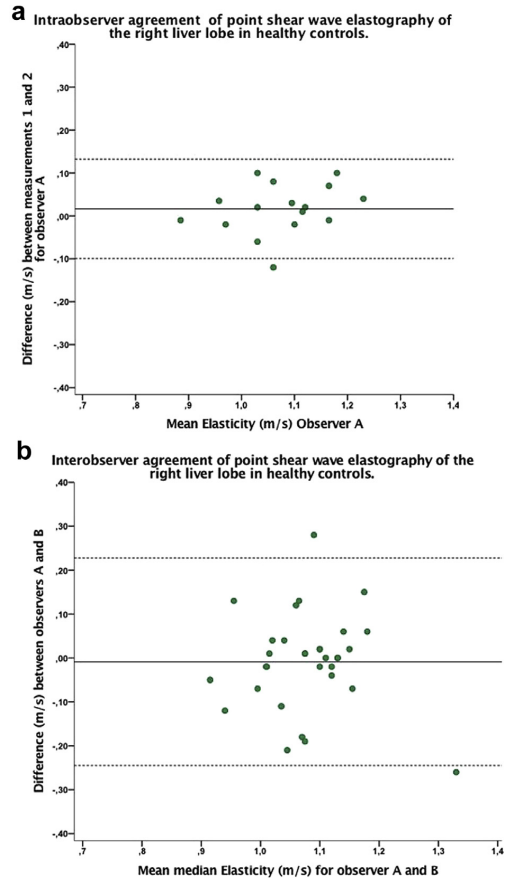 a
Intraobserver agreement of point shear wave elastography of
the right liver lobe in healthy controls.
Difference (m/s) between measurements 1 and 2
for observer A
,40
,30
,20
,10
,00
-,10
-,20
-,30
-,40
,7 ,8 ,9 1,0 1,1 1,2 1,3 1,4
Mean Elasticity (m/s) Observer A
b
Interobserver agreement of point shear wave elastography of the
right liver lobe in healthy controls.
Difference (m/s) between observers A and B
,40
,30
,20
,10
,00
-,10
-,20
-,30
-,40
,7 ,8 ,9 1,0 1,1 1,2 1,3 1,4
Mean median Elasticity (m/s) for observer A and B